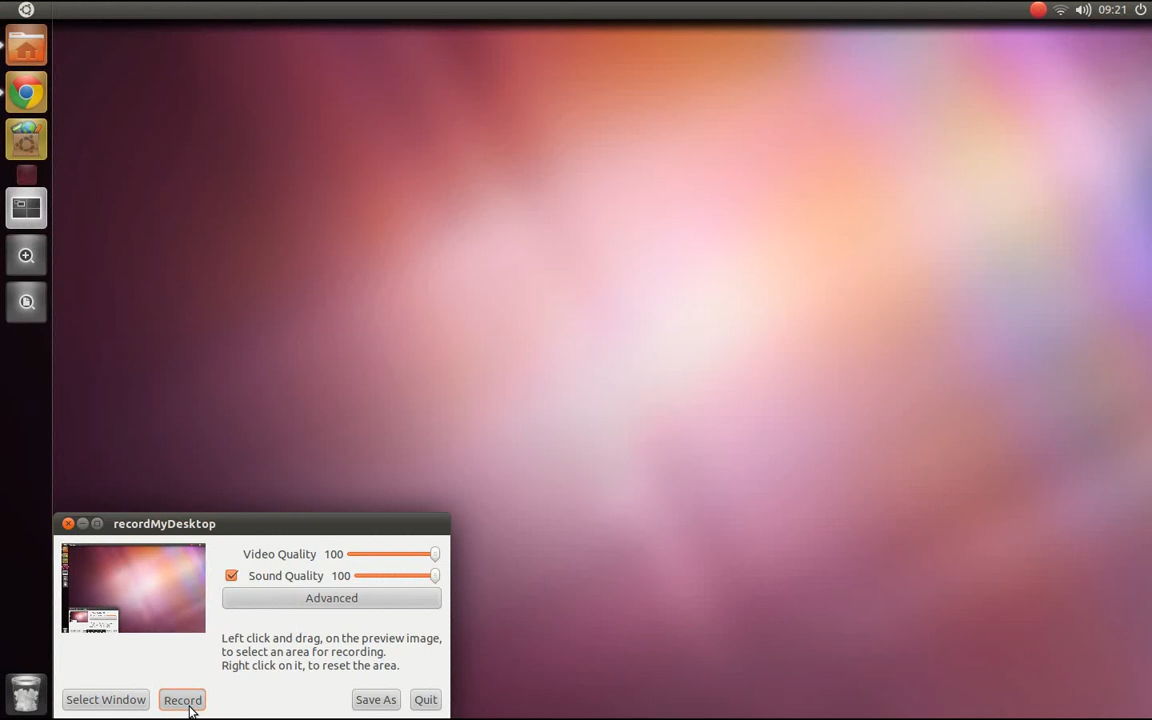 09:21
recordMyDesktop
Video Quality 100
Sound Quality 100
Advanced
Left click and drag, on the preview image,
to select an area for recording.
Right click on it, to reset the area.
Select Window Record Save As Quit